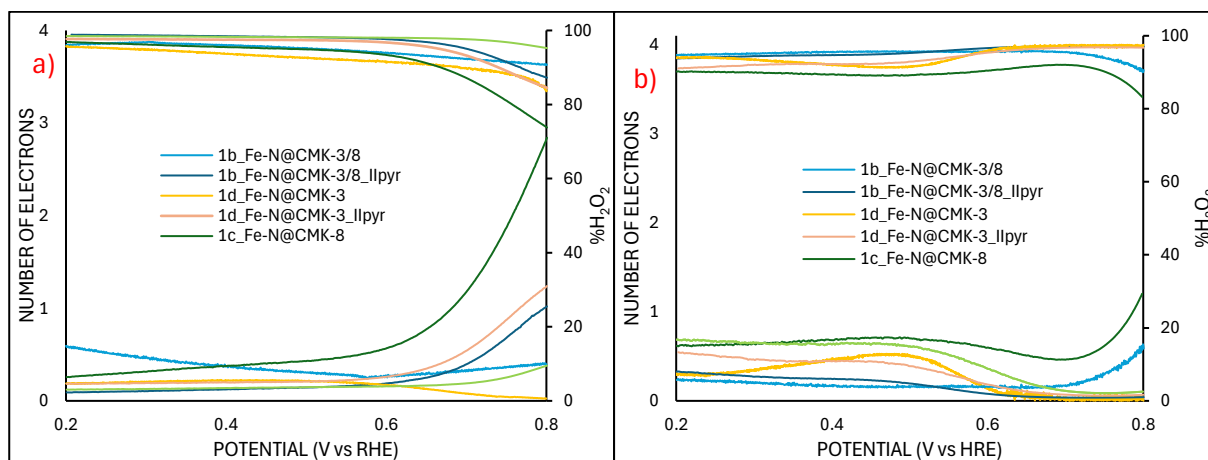 a)
NUMBER OF ELECTRONS
4
3
2
1
0
100
80
60
40
20
0
%H₂O₂
1b_Fe-N@CMK-3/8
1b_Fe-N@CMK-3/8_IIpyr
1d_Fe-N@CMK-3
1d_Fe-N@CMK-3_IIpyr
1c_Fe-N@CMK-8
0.2 0.4 0.6 0.8
POTENTIAL (V vs RHE)
b)
NUMBER OF ELECTRONS
4
3
2
1
0
100
80
60
40
20
0
%H₂O₂
1b_Fe-N@CMK-3/8
1b_Fe-N@CMK-3/8_IIpyr
1d_Fe-N@CMK-3
1d_Fe-N@CMK-3_IIpyr
1c_Fe-N@CMK-8
0.2 0.4 0.6 0.8
POTENTIAL (V vs HRE)